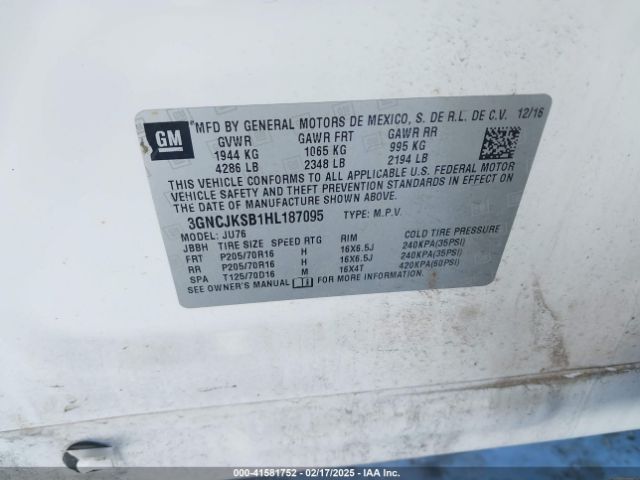 GM
MFD BY GENERAL MOTORS DE MEXICO, S. DE R.L. DE C.V. 12/16
GVWR GAWR FRT GAWR RR
1944 KG 1065 KG 995 KG
4286 LB 2348 LB 2194 LB
THIS VEHICLE CONFORMS TO ALL APPLICABLE U.S. FEDERAL MOTOR
VEHICLE SAFETY AND THEFT PREVENTION STANDARDS IN EFFECT ON
THE DATE OF MANUFACTURE SHOWN ABOVE.
3GNCJKSB1HL187095 TYPE: M.P.V.
MODEL: JU76
JBBH TIRE SIZE SPEED RTG RIM COLD TIRE PRESSURE
FRT P205/70R16 H 16X6.5J 240KPA(35PSI)
RR P205/70R16 H 16X6.5J 240KPA(35PSI)
SPA T125/70D16 M 16X4T 420KPA(60PSI)
SEE OWNER'S MANUAL FOR MORE INFORMATION.
000-41581752 — 02/17/2025 — IAA Inc.